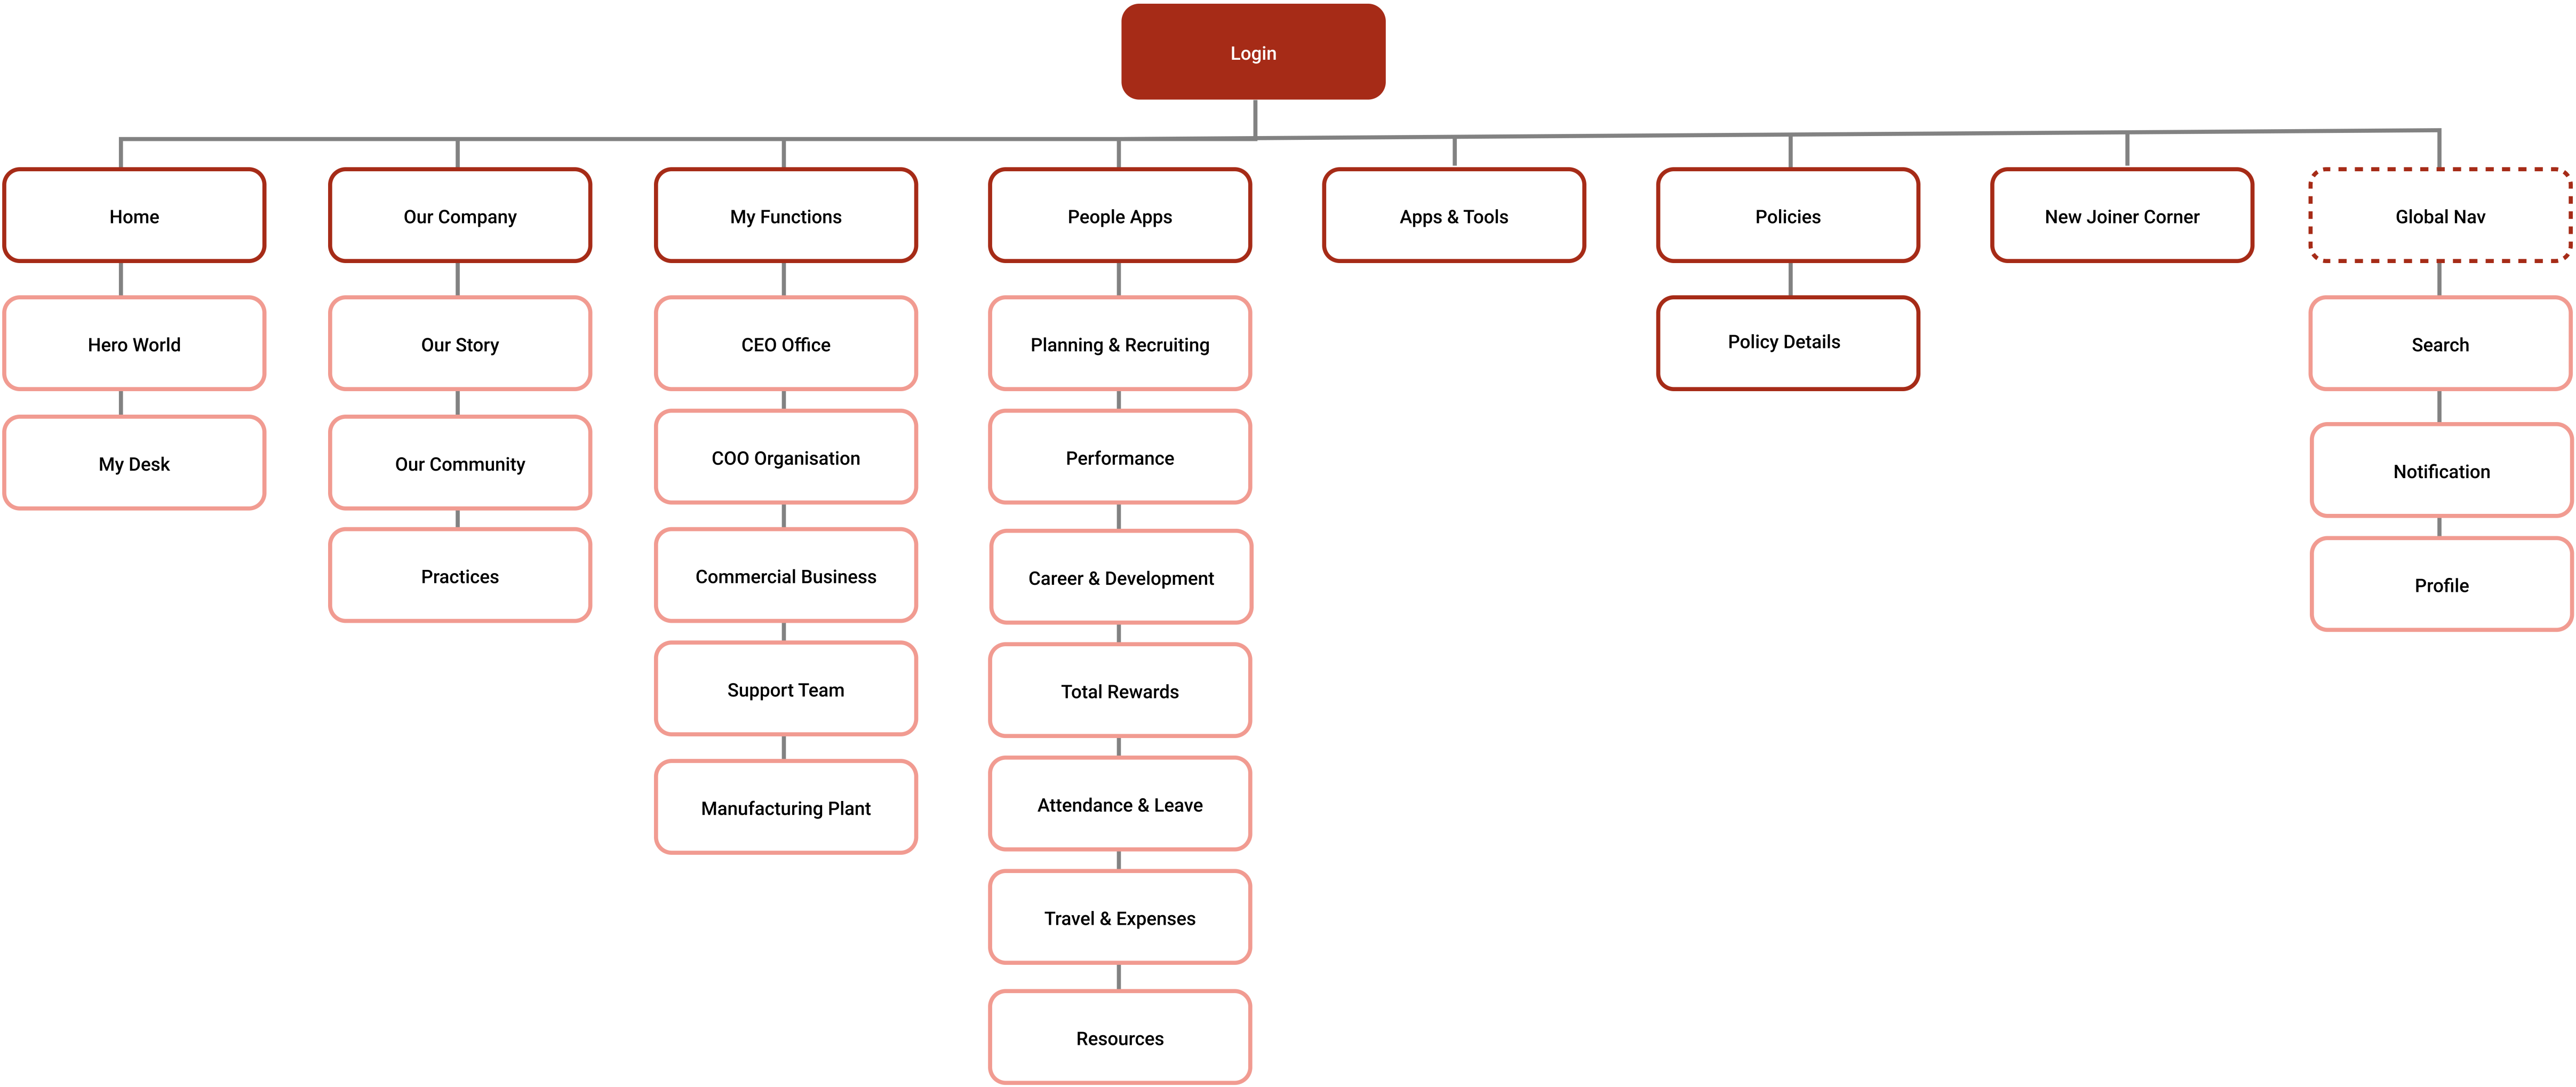 Login
Home
Our Company
My Functions
People Apps
Apps & Tools
Policies
New Joiner Corner
Global Nav
Hero World
My Desk
Our Story
Our Community
Practices
CEO Office
COO Organisation
Commercial Business
Support Team
Manufacturing Plant
Planning & Recruiting
Performance
Career & Development
Total Rewards
Attendance & Leave
Travel & Expenses
Resources
Policy Details
Search
Notification
Profile